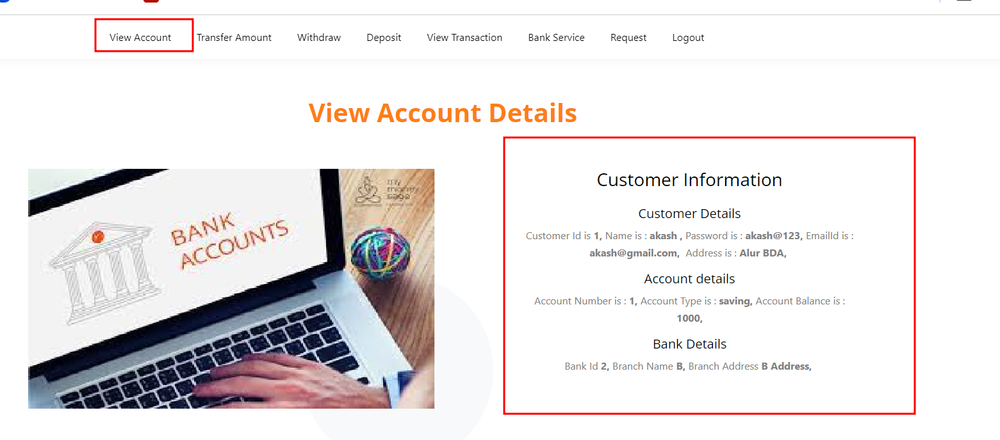 View Account Transfer Amount Withdraw Deposit View Transaction Bank Service Request Logout
View Account Details
my
money
sage
BANK
ACCOUNTS
Customer Information
Customer Details
Customer Id is 1, Name is : akash , Password is : akash@123, EmailId is :
akash@gmail.com, Address is : Alur BDA,
Account details
Account Number is : 1, Account Type is : saving, Account Balance is :
1000,
Bank Details
Bank Id 2, Branch Name B, Branch Address B Address,